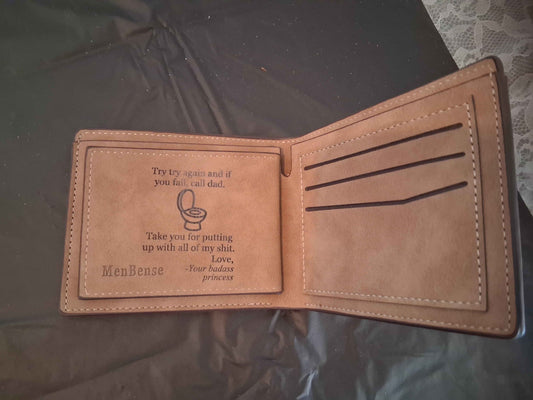 Try try again and if
you fail, call dad.
Take you for putting
up with all of my shit.
Love,
-Your badass
princess
MenBense